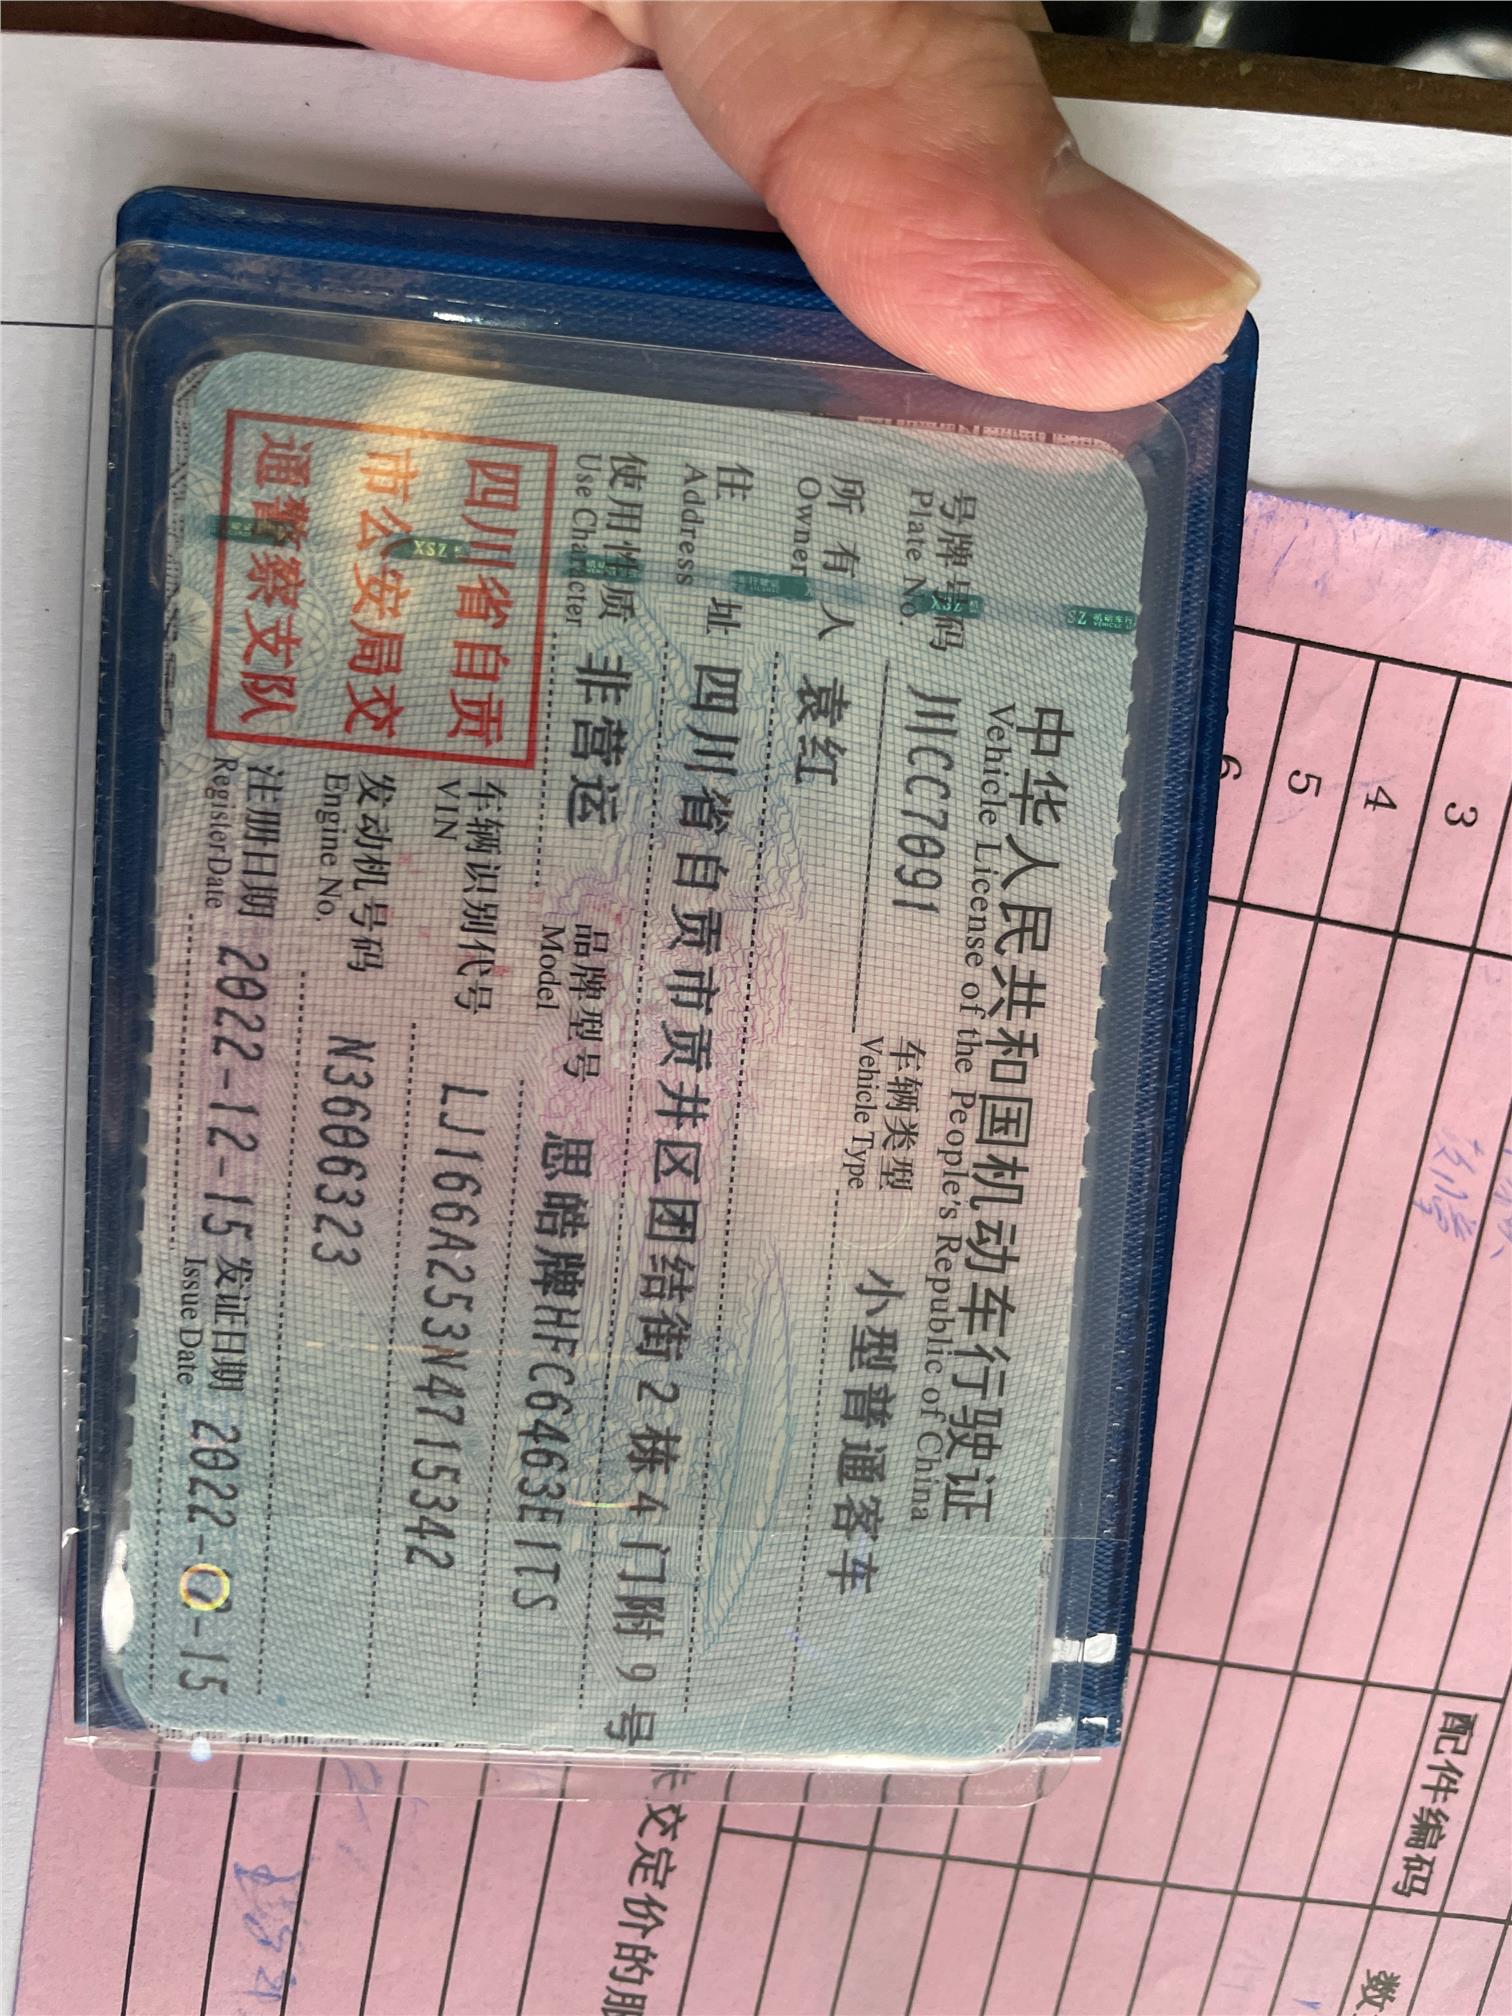 中华人民共和国机动车行驶证
Vehicle License of the People's Republic of China
号牌号码 川CC7091 车辆类型 小型普通客车
Plate No. Vehicle Type
所有人 袁红
Owner
住址 四川省自贡市贡井区团结街2栋4门附9号
Address
使用性质 非营运 品牌型号 思皓牌HFC6463E1TS
Use Character Model
四川省自贡
市公安局交
通警察支队
车辆识别代号 LJ166A253N4715342
VIN
发动机号码 N3606323
Engine No.
注册日期 2022-12-15 发证日期 2022- -15
Register Date Issue Date
3
4
5
6
配件编码
数
交定价的服